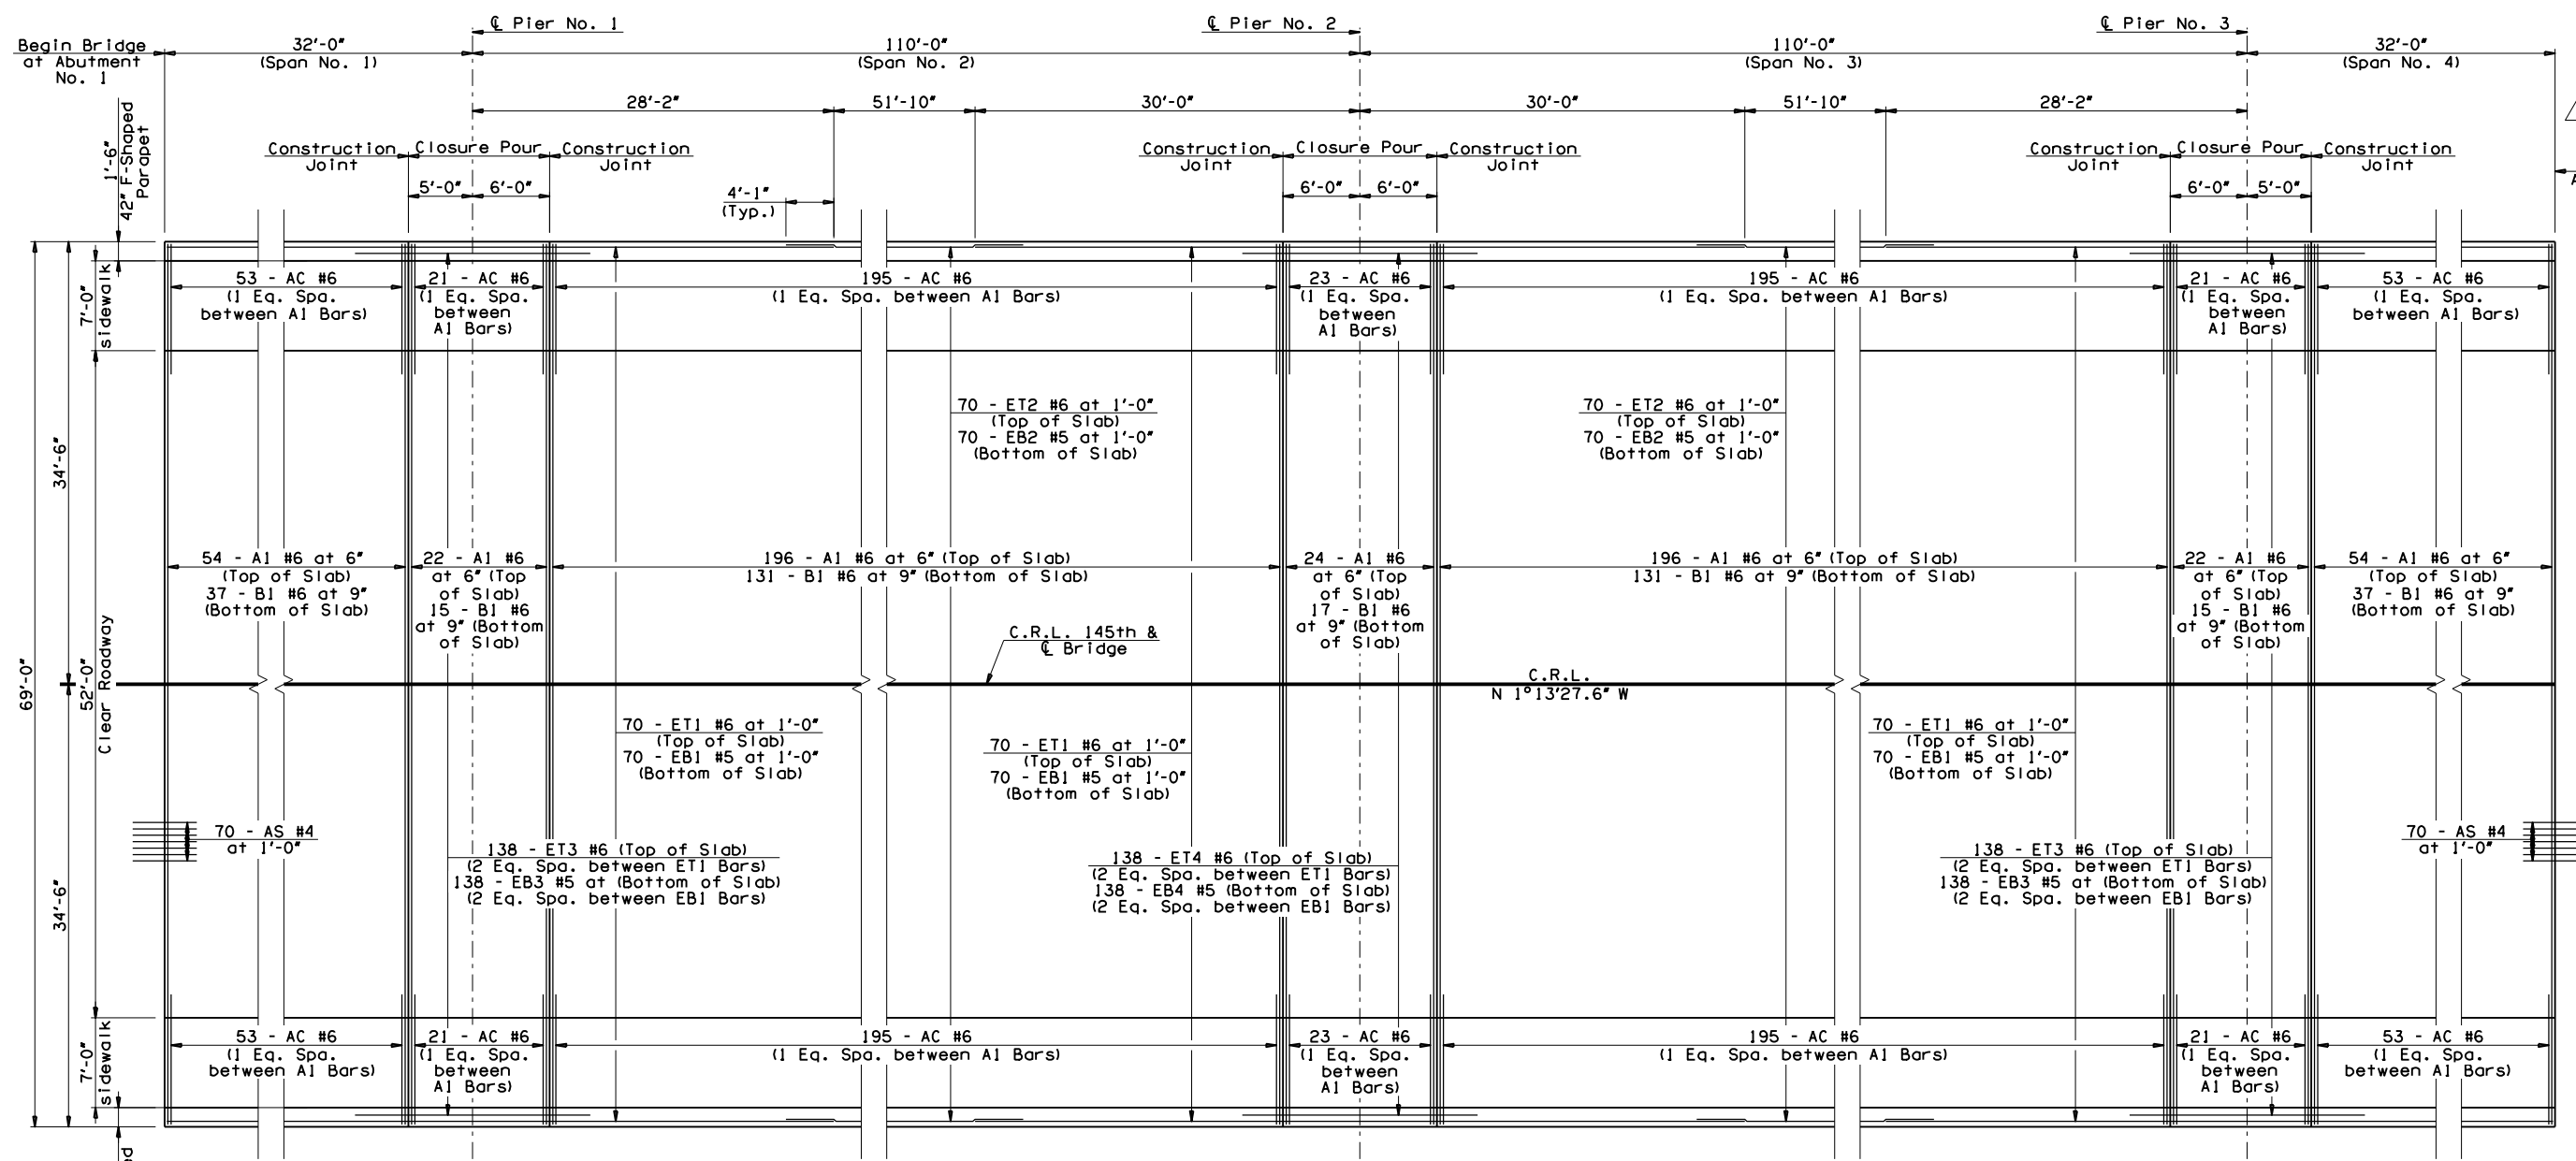 ℄ Pier No. 1
℄ Pier No. 2
℄ Pier No. 3
Begin Bridge
at Abutment
No. 1
32'-0"
(Span No. 1)
110'-0"
(Span No. 2)
110'-0"
(Span No. 3)
32'-0"
(Span No. 4)
28'-2"
51'-10"
30'-0"
30'-0"
51'-10"
28'-2"
1'-6"
42" F-Shaped
Parapet
Construction
Joint
Closure Pour
Construction
Joint
Construction
Joint
Closure Pour
Construction
Joint
Construction
Joint
Closure Pour
Construction
Joint
5'-0"
6'-0"
4'-1"
(Typ.)
6'-0"
6'-0"
6'-0"
5'-0"
7'-0"
sidewalk
53 - AC #6
(1 Eq. Spa.
between A1 Bars)
21 - AC #6
(1 Eq. Spa.
between
A1 Bars)
195 - AC #6
(1 Eq. Spa. between A1 Bars)
23 - AC #6
(1 Eq. Spa.
between
A1 Bars)
195 - AC #6
(1 Eq. Spa. between A1 Bars)
21 - AC #6
(1 Eq. Spa.
between
A1 Bars)
53 - AC #6
(1 Eq. Spa.
between A1 Bars)
70 - ET2 #6 at 1'-0"
(Top of Slab)
70 - EB2 #5 at 1'-0"
(Bottom of Slab)
70 - ET2 #6 at 1'-0"
(Top of Slab)
70 - EB2 #5 at 1'-0"
(Bottom of Slab)
34'-6"
69'-0"
52'-0"
Clear Roadway
54 - A1 #6 at 6"
(Top of Slab)
37 - B1 #6 at 9"
(Bottom of Slab)
22 - A1 #6
at 6" (Top
of Slab)
15 - B1 #6
at 9" (Bottom
of Slab)
196 - A1 #6 at 6" (Top of Slab)
131 - B1 #6 at 9" (Bottom of Slab)
24 - A1 #6
at 6" (Top
of Slab)
17 - B1 #6
at 9" (Bottom
of Slab)
196 - A1 #6 at 6" (Top of Slab)
131 - B1 #6 at 9" (Bottom of Slab)
22 - A1 #6
at 6" (Top
of Slab)
15 - B1 #6
at 9" (Bottom
of Slab)
54 - A1 #6 at 6"
(Top of Slab)
37 - B1 #6 at 9"
(Bottom of Slab)
C.R.L. 145th &
℄ Bridge
C.R.L.
N 1°13'27.6" W
70 - ET1 #6 at 1'-0"
(Top of Slab)
70 - EB1 #5 at 1'-0"
(Bottom of Slab)
70 - ET1 #6 at 1'-0"
(Top of Slab)
70 - EB1 #5 at 1'-0"
(Bottom of Slab)
70 - ET1 #6 at 1'-0"
(Top of Slab)
70 - EB1 #5 at 1'-0"
(Bottom of Slab)
34'-6"
70 - AS #4
at 1'-0"
138 - ET3 #6 (Top of Slab)
(2 Eq. Spa. between ET1 Bars)
138 - EB3 #5 at (Bottom of Slab)
(2 Eq. Spa. between EB1 Bars)
138 - ET4 #6 (Top of Slab)
(2 Eq. Spa. between ET1 Bars)
138 - EB4 #5 (Bottom of Slab)
(2 Eq. Spa. between EB1 Bars)
138 - ET3 #6 (Top of Slab)
(2 Eq. Spa. between ET1 Bars)
138 - EB3 #5 at (Bottom of Slab)
(2 Eq. Spa. between EB1 Bars)
70 - AS #4
at 1'-0"
7'-0"
sidewalk
53 - AC #6
(1 Eq. Spa.
between A1 Bars)
21 - AC #6
(1 Eq. Spa.
between
A1 Bars)
195 - AC #6
(1 Eq. Spa. between A1 Bars)
23 - AC #6
(1 Eq. Spa.
between
A1 Bars)
195 - AC #6
(1 Eq. Spa. between A1 Bars)
21 - AC #6
(1 Eq. Spa.
between
A1 Bars)
53 - AC #6
(1 Eq. Spa.
between A1 Bars)